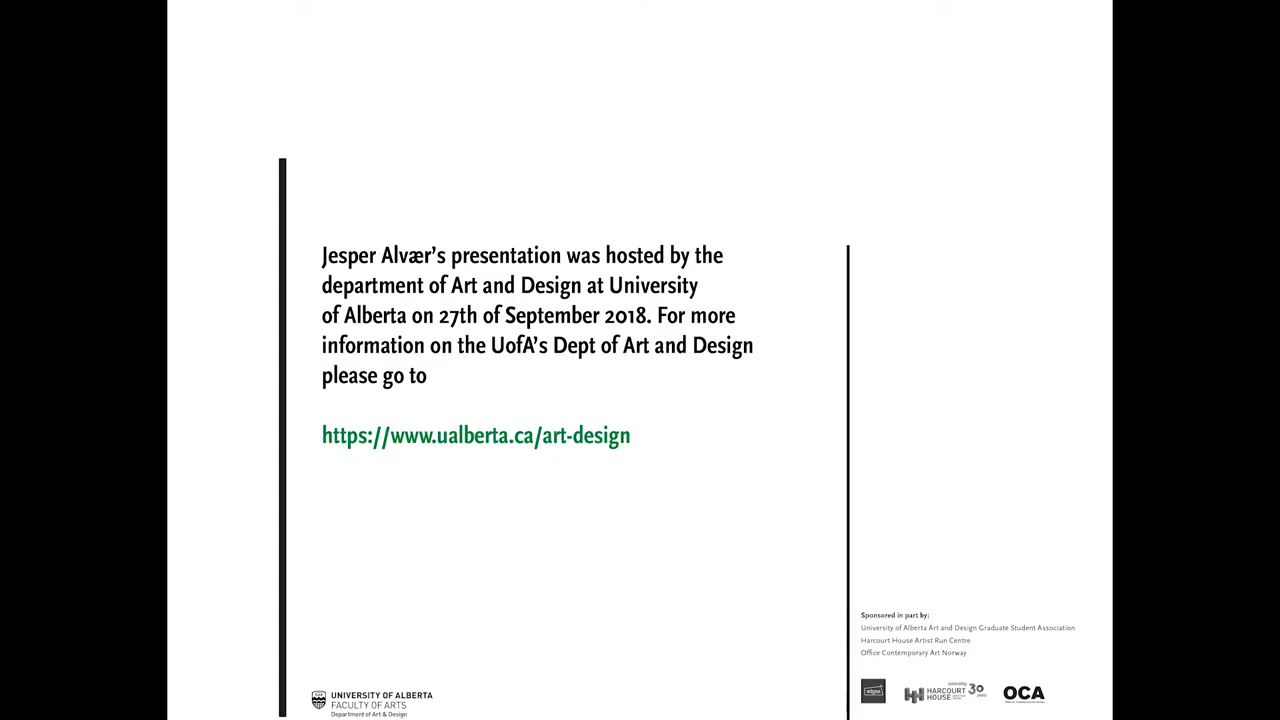 Jesper Alvær’s presentation was hosted by the
department of Art and Design at University
of Alberta on 27th of September 2018. For more
information on the UofA’s Dept of Art and Design
please go to
https://www.ualberta.ca/art-design
Sponsored in part by:
University of Alberta Art and Design Graduate Student Association
Harcourt House Artist Run Centre
Office Contemporary Art Norway
UNIVERSITY OF ALBERTA
FACULTY OF ARTS
Department of Art & Design
celebrating
HARCOURT
HOUSE
30
years
OCA